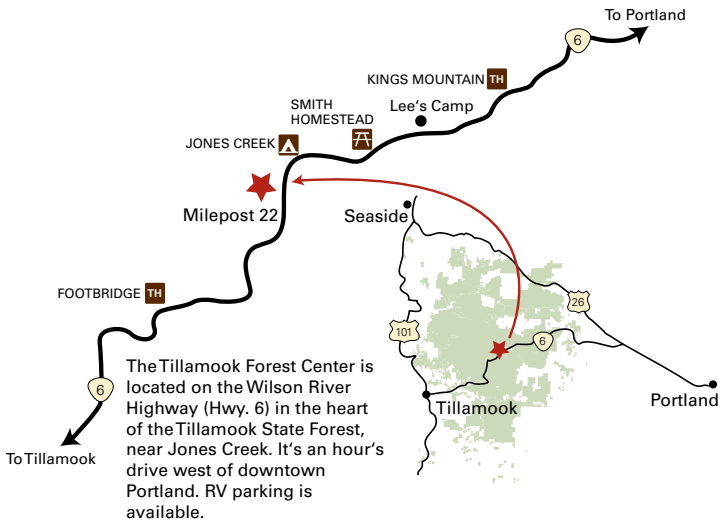 To Portland
6
KINGS MOUNTAIN TH
SMITH
HOMESTEAD
Lee's Camp
JONES CREEK
Milepost 22
Seaside
FOOTBRIDGE TH
26
101
6
6
The Tillamook Forest Center is
located on the Wilson River
Highway (Hwy. 6) in the heart
of the Tillamook State Forest,
near Jones Creek. It's an hour's
drive west of downtown
Portland. RV parking is
available.
Portland
Tillamook
To Tillamook